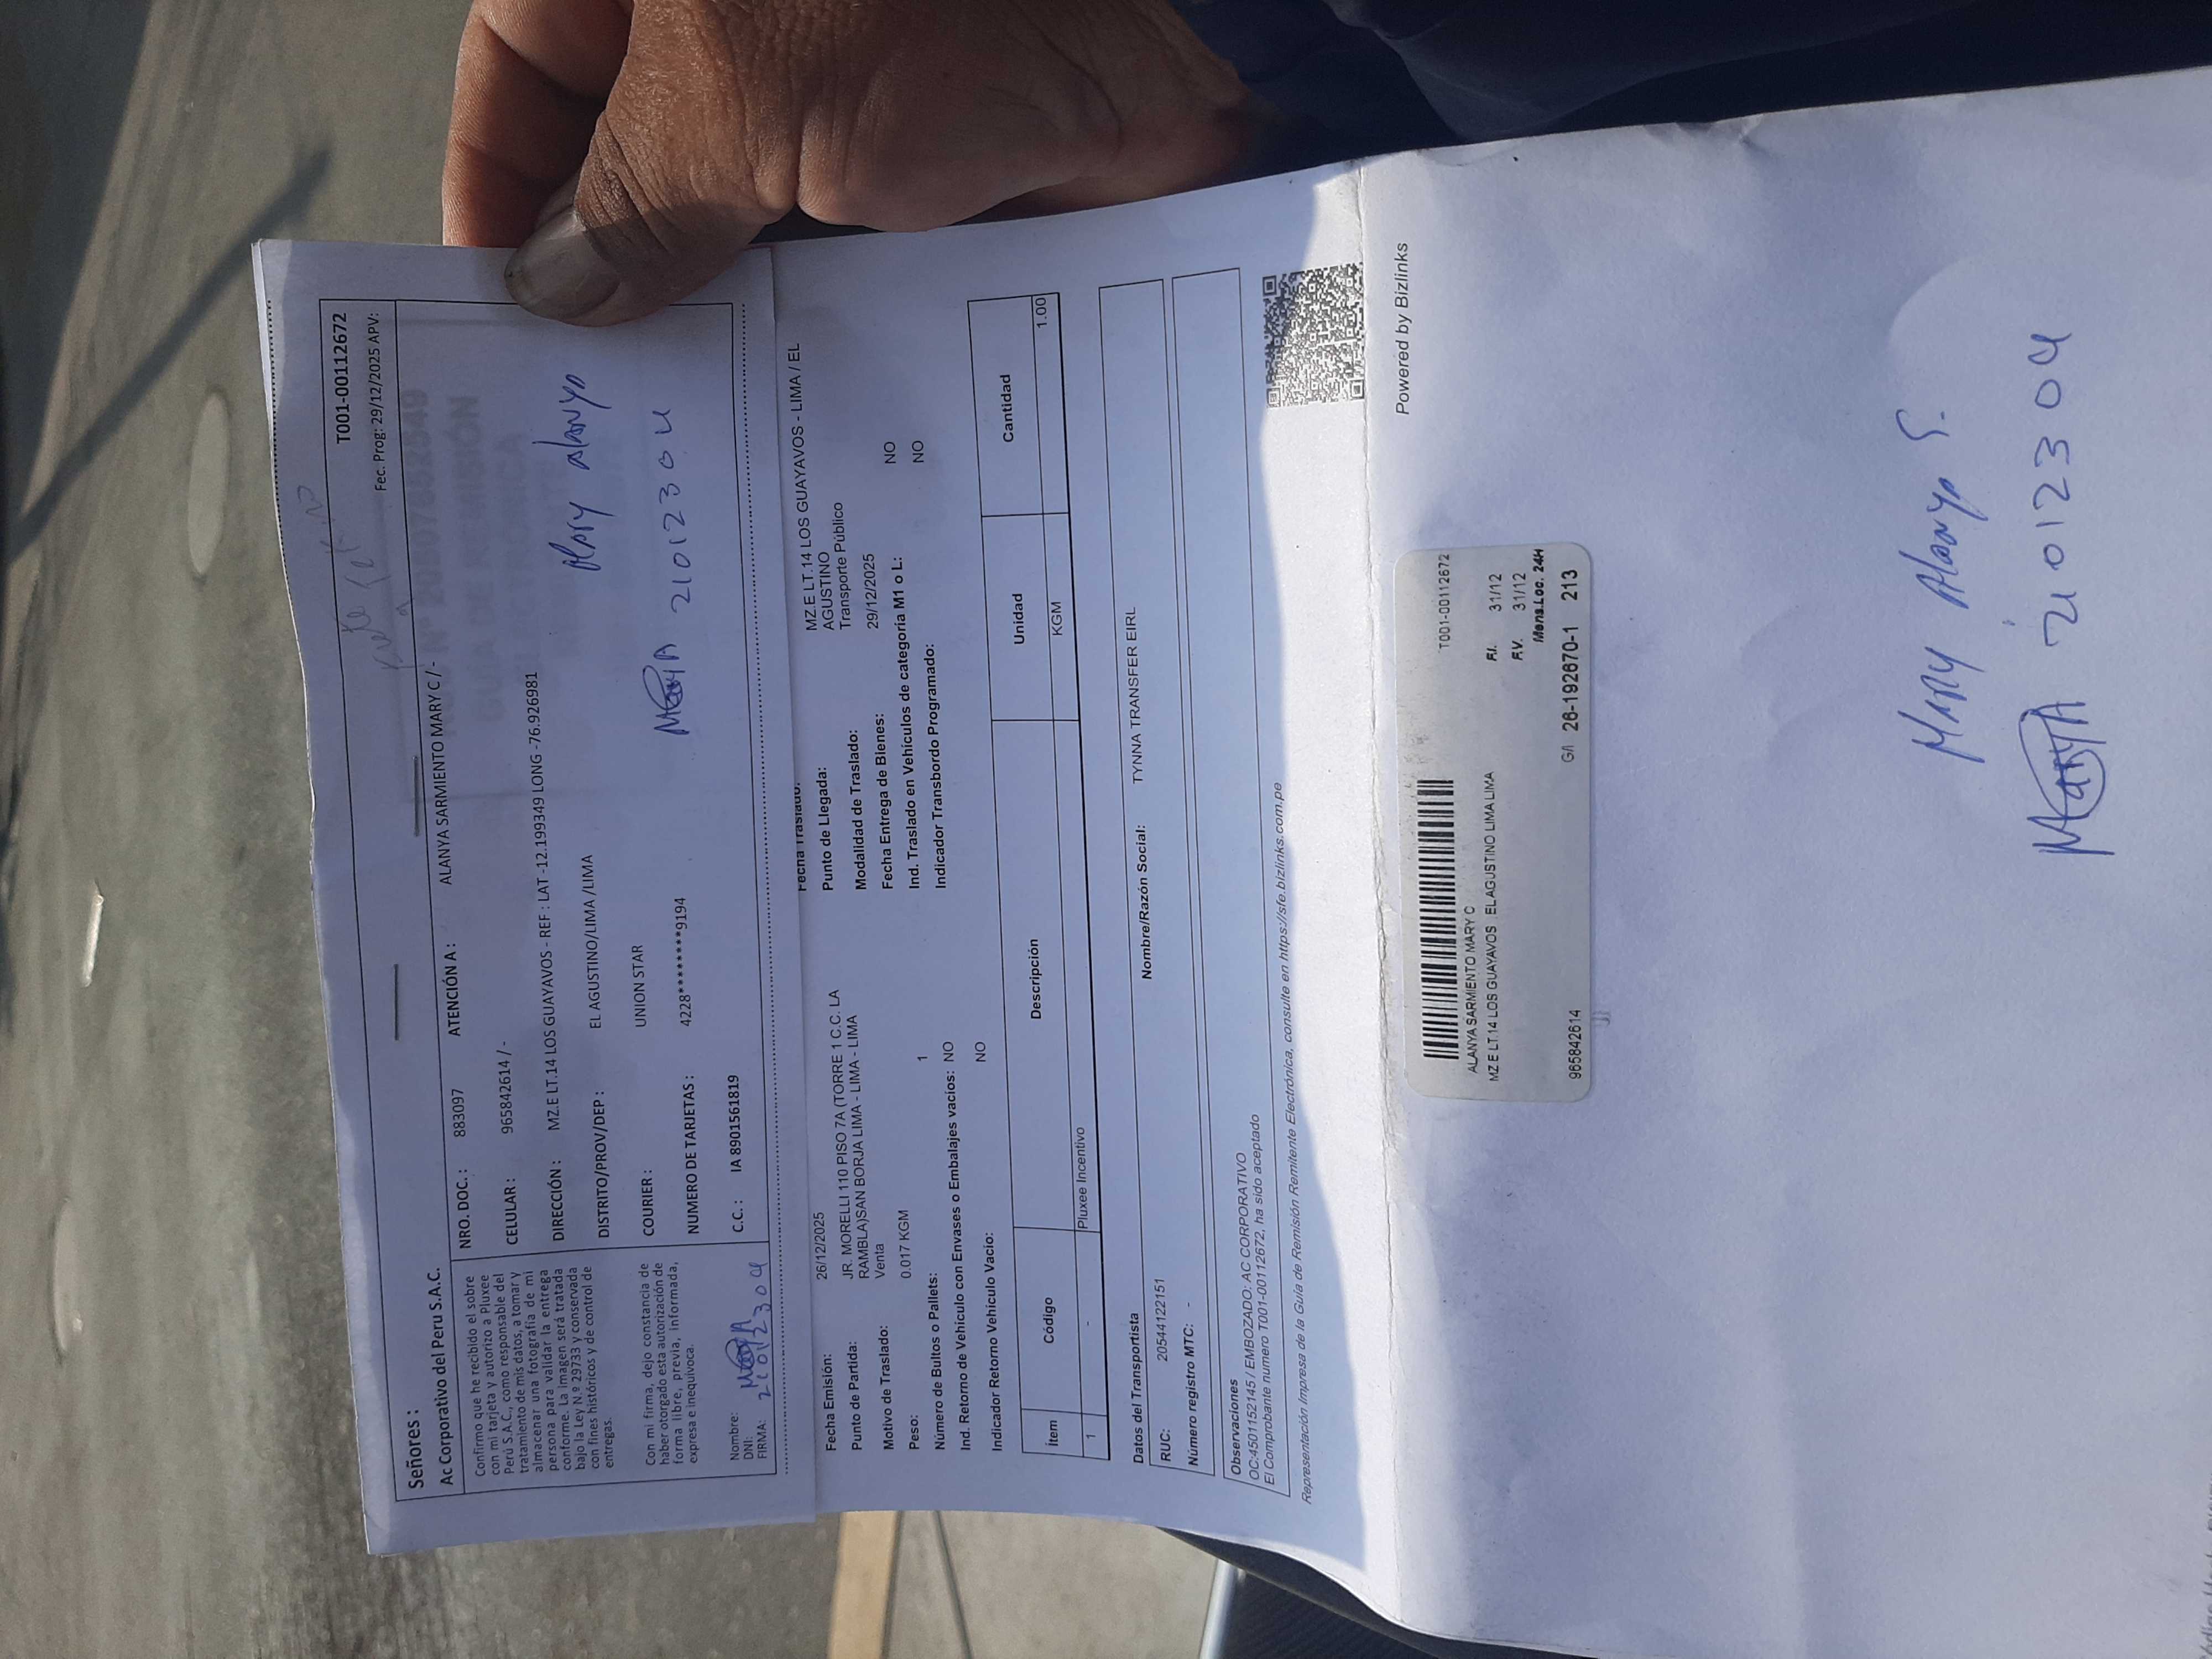 T001-00112672
Fec. Prog: 29/12/2025 APV:
Señores :
Ac Corporativo del Peru S.A.C.
Confirmo que he recibido el sobre
con mi tarjeta y autorizo a Pluxee
Perú S.A.C., como responsable del
tratamiento de mis datos, a tomar y
almacenar una fotografía de mi
persona para validar la entrega
conforme. La imagen será tratada
bajo la Ley N.º 29733 y conservada
con fines históricos y de control de
entregas.
Con mi firma, dejo constancia de
haber otorgado esta autorización de
forma libre, previa, informada,
expresa e inequívoca.
Nombre:
DNI: 21012304
FIRMA:
NRO. DOC. : 883097 ATENCIÓN A : ALANYA SARMIENTO MARY C / -
CELULAR : 965842614 / -
DIRECCIÓN : MZ.E LT.14 LOS GUAYAVOS - REF : LAT -12.199349 LONG -76.926981
DISTRITO/PROV/DEP : EL AGUSTINO/LIMA /LIMA
COURIER : UNION STAR
NUMERO DE TARJETAS : 4228*********9194
C.C. : IA 8901561819
Mary Alanya
21012304
Fecha Emisión: 26/12/2025
Punto de Partida: JR. MORELLI 110 PISO 7A (TORRE 1 C.C. LA
RAMBLA)SAN BORJA LIMA - LIMA - LIMA
Motivo de Traslado: Venta
Peso: 0.017 KGM
Número de Bultos o Pallets: 1
Ind. Retorno de Vehículo con Envases o Embalajes vacios: NO
Indicador Retorno Vehículo Vacio: NO
Fecha Traslado:
Punto de Llegada: MZ.E LT.14 LOS GUAYAVOS - LIMA / EL
AGUSTINO
Modalidad de Traslado: Transporte Público
Fecha Entrega de Bienes: 29/12/2025
Ind. Traslado en Vehículos de categoría M1 o L: NO
Indicador Transbordo Programado: NO
Ítem Código Descripción Unidad Cantidad
1 - Pluxee Incentivo KGM 1.00
Datos del Transportista
RUC: 20544122151 Nombre/Razón Social: TYNNA TRANSFER EIRL
Número registro MTC: -
Observaciones
OC:4501152145 / EMBOZADO: AC CORPORATIVO
El Comprobante numero T001-00112672, ha sido aceptado
Representación Impresa de la Guía de Remisión Remitente Electrónica, consulte en https://sfe.bizlinks.com.pe
Powered by Bizlinks
T001-00112672
ALANYA SARMIENTO MARY C
MZ E LT.14 LOS GUAYAVOS EL AGUSTINO LIMA LIMA
F.I. 31/12
F.V. 31/12
Mens.Loc. 24H
965842614 G/I 26-192670-1 213
Mary Alanya S.
21012304